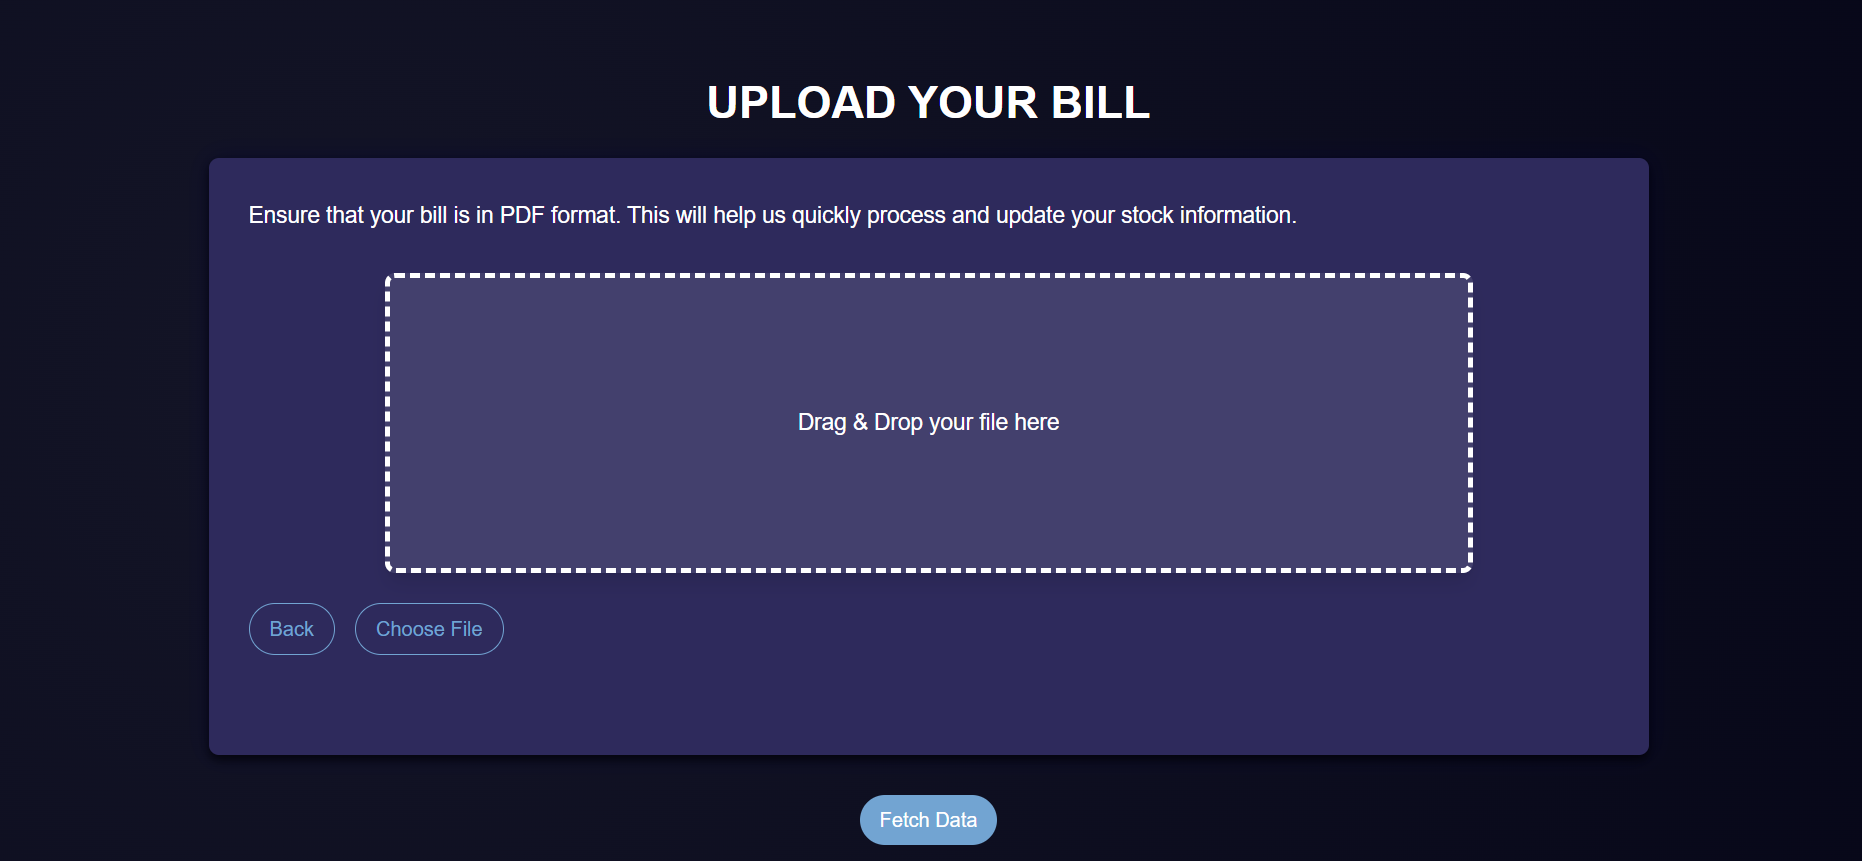 UPLOAD YOUR BILL
Ensure that your bill is in PDF format. This will help us quickly process and update your stock information.
Drag & Drop your file here
Back
Choose File
Fetch Data